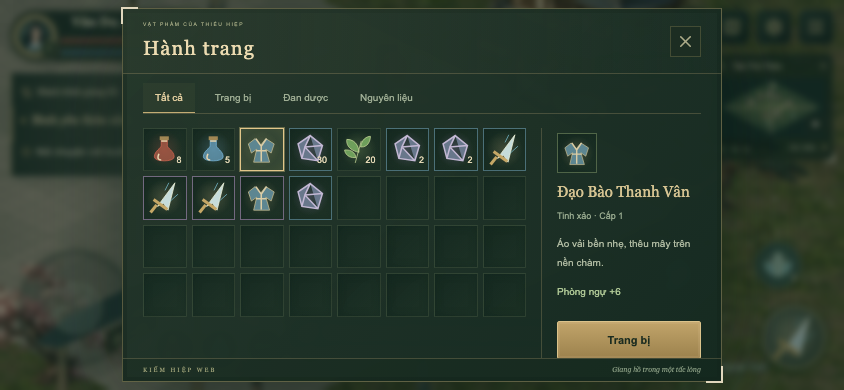 VẬT PHẨM CỦA THIẾU HIỆP
Hành trang
Tất cả
Trang bị
Đan dược
Nguyên liệu
8
5
30
20
2
2
Đạo Bào Thanh Vân
Tinh xảo · Cấp 1
Áo vải bền nhẹ, thêu mây trên
nền chàm.
Phòng ngự +6
Trang bị
KIẾM HIỆP WEB
Giang hồ trong một tấc lòng